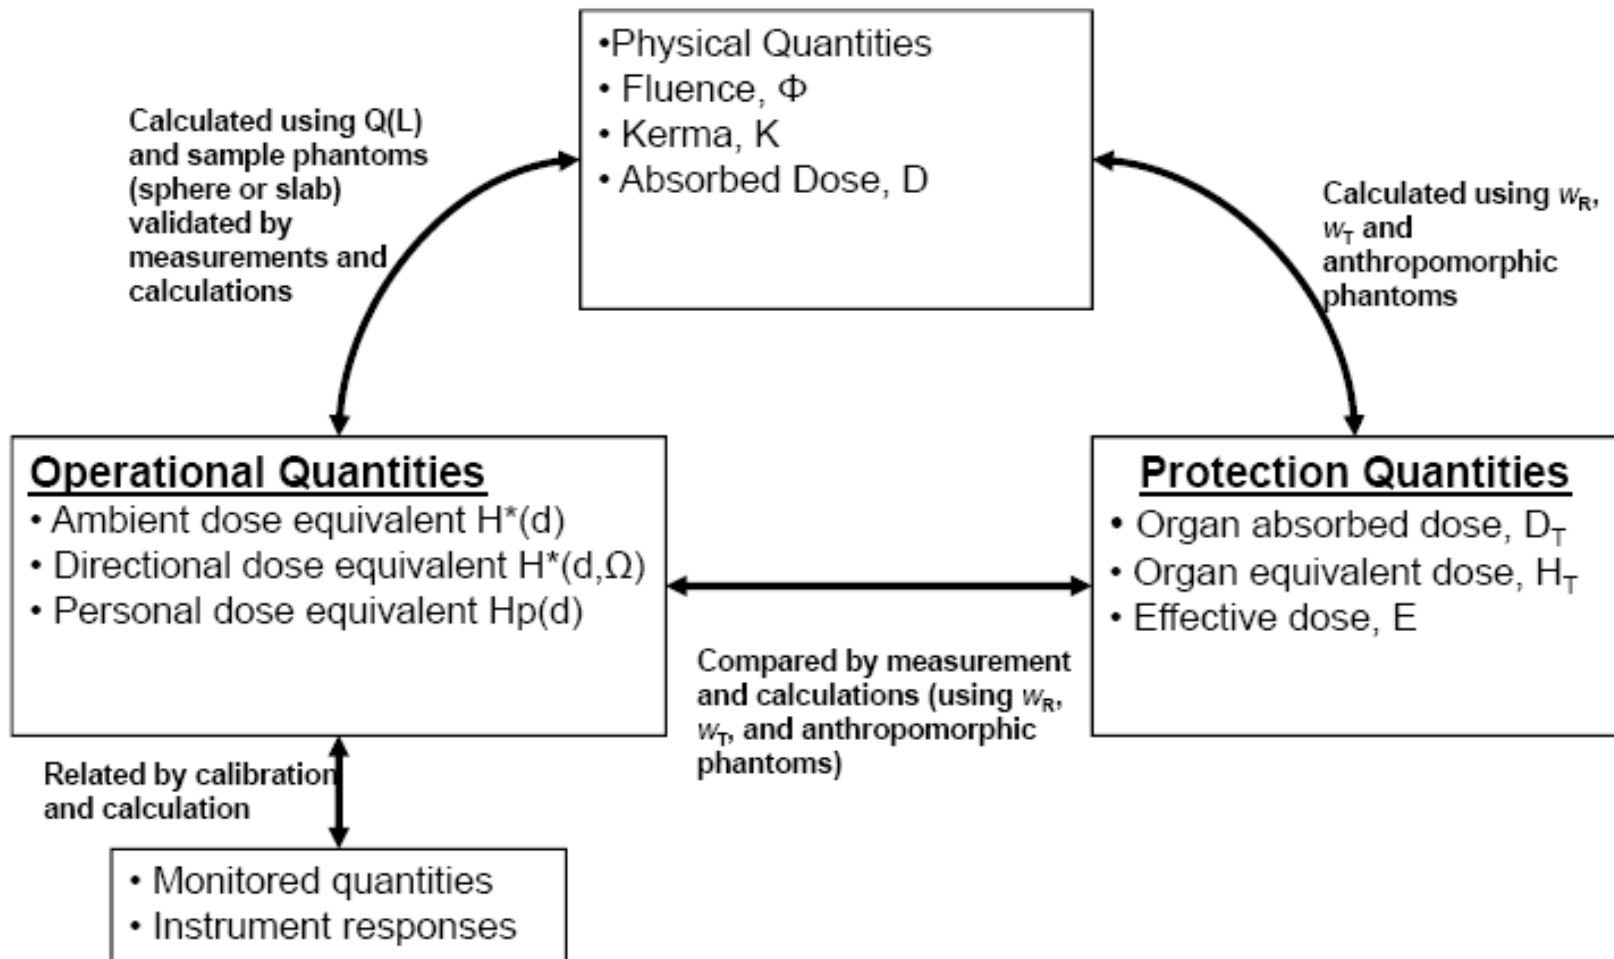 •Physical Quantities
• Fluence, Φ
• Kerma, K
• Absorbed Dose, D
Calculated using Q(L)
and sample phantoms
(sphere or slab)
validated by
measurements and
calculations
Calculated using wR,
wT and
anthropomorphic
phantoms
Operational Quantities
• Ambient dose equivalent H*(d)
• Directional dose equivalent H*(d,Ω)
• Personal dose equivalent Hp(d)
Protection Quantities
• Organ absorbed dose, DT
• Organ equivalent dose, HT
• Effective dose, E
Compared by measurement
and calculations (using wR,
wT, and anthropomorphic
phantoms)
Related by calibration
and calculation
• Monitored quantities
• Instrument responses